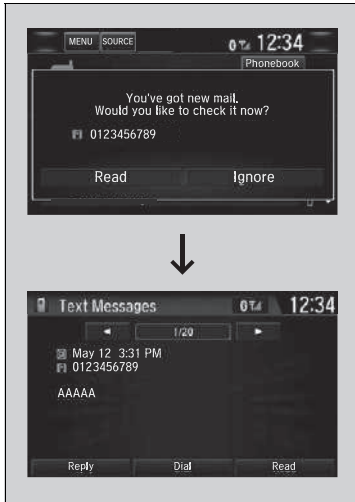 MENU SOURCE 12:34
Phonebook
You've got new mail.
Would you like to check it now?
0123456789
Read Ignore
Text Messages 12:34
1/20
May 12 3:31 PM
0123456789
AAAAA
Reply Dial Read